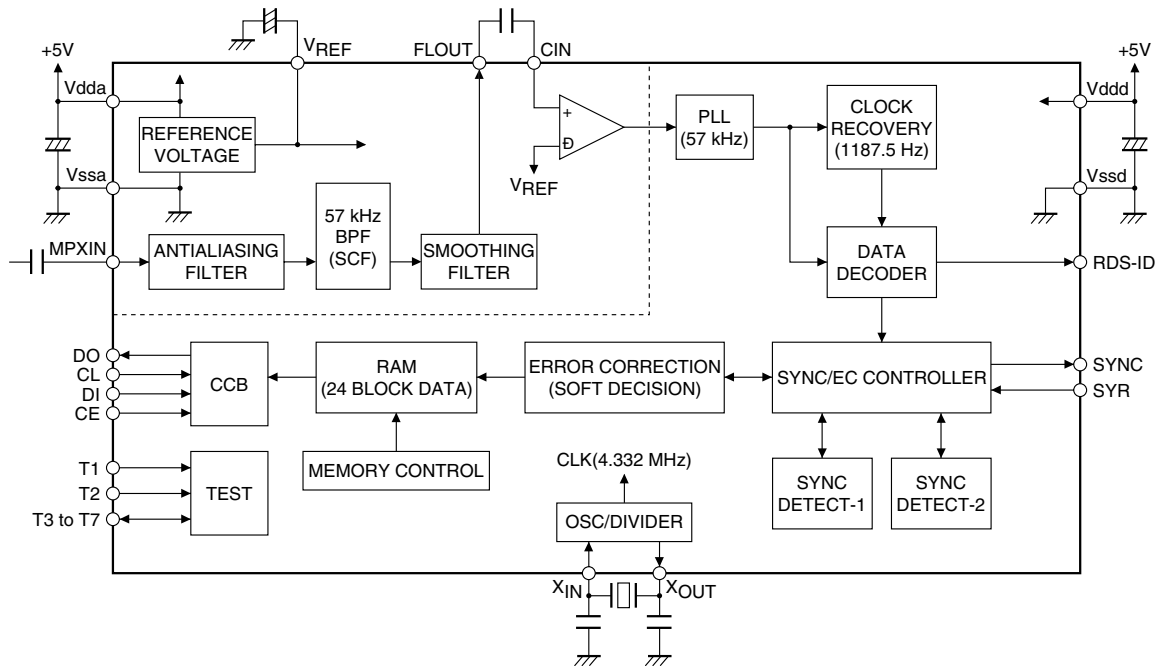 +5V
VREF
FLOUT
CIN
+5V
Vdda
REFERENCE
VOLTAGE
Vssa
+
Đ
VREF
PLL
(57 kHz)
CLOCK
RECOVERY
(1187.5 Hz)
Vddd
Vssd
MPXIN
ANTIALIASING
FILTER
57 kHz
BPF
(SCF)
SMOOTHING
FILTER
DATA
DECODER
RDS-ID
DO
CL
DI
CE
CCB
RAM
(24 BLOCK DATA)
ERROR CORRECTION
(SOFT DECISION)
SYNC/EC CONTROLLER
SYNC
SYR
MEMORY CONTROL
T1
T2
T3 to T7
TEST
CLK(4.332 MHz)
OSC/DIVIDER
SYNC
DETECT-1
SYNC
DETECT-2
XIN
XOUT